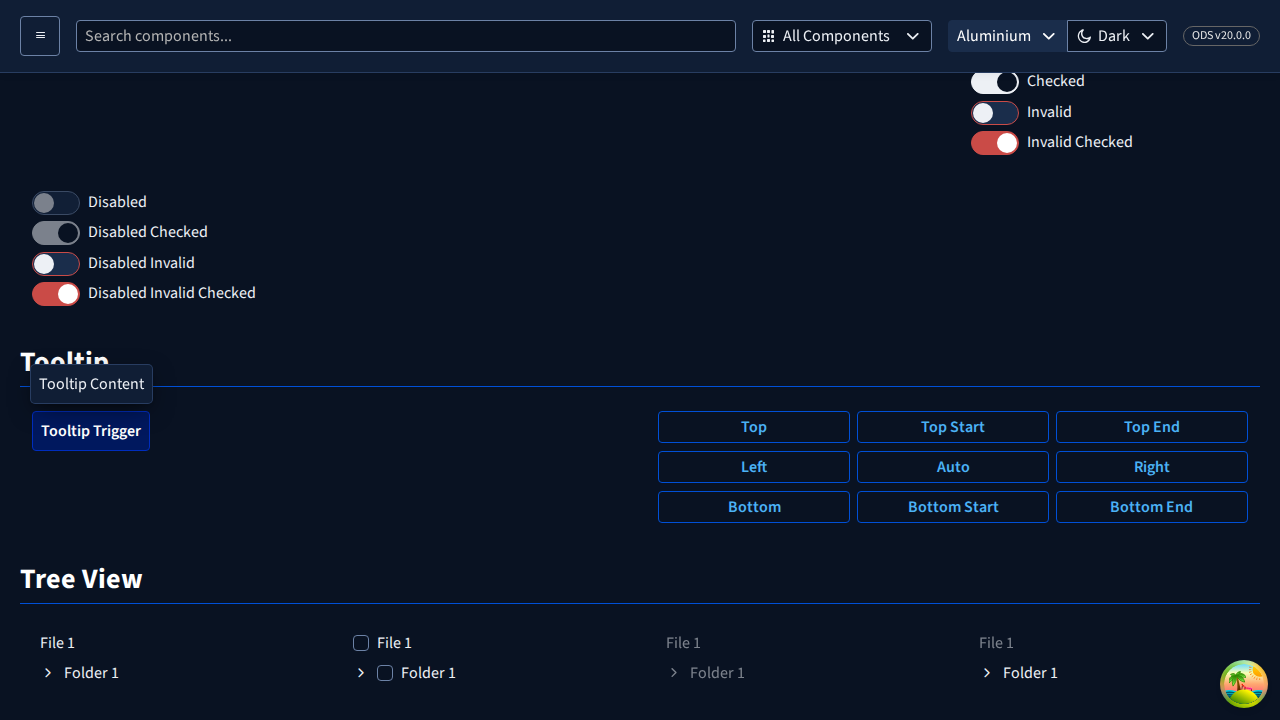 ≡
Search components...
All Components
Aluminium
Dark
ODS v20.0.0
Checked
Invalid
Invalid Checked
Disabled
Disabled Checked
Disabled Invalid
Disabled Invalid Checked
Tooltip
Tooltip Content
Tooltip Trigger
Top
Top Start
Top End
Left
Auto
Right
Bottom
Bottom Start
Bottom End
Tree View
File 1
File 1
File 1
File 1
Folder 1
Folder 1
Folder 1
Folder 1